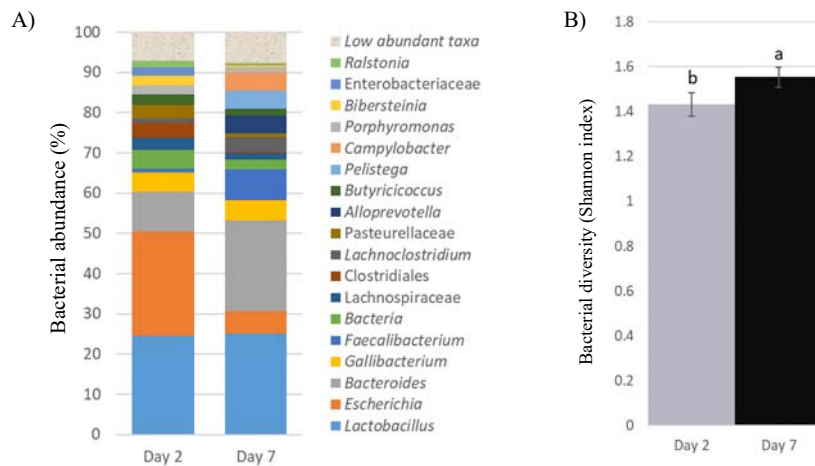 A)
Bacterial abundance (%)
100
90
80
70
60
50
40
30
20
10
0
Day 2
Day 7
Low abundant taxa
Ralstonia
Enterobacteriaceae
Bibersteinia
Porphyromonas
Campylobacter
Pelistega
Butyricicoccus
Alloprevotella
Pasteurellaceae
Lachnoclostridium
Clostridiales
Lachnospiraceae
Bacteria
Faecalibacterium
Gallibacterium
Bacteroides
Escherichia
Lactobacillus
B)
Bacterial diversity (Shannon index)
1.8
1.6
1.4
1.2
1
0.8
0.6
0.4
0.2
0
b
a
Day 2
Day 7